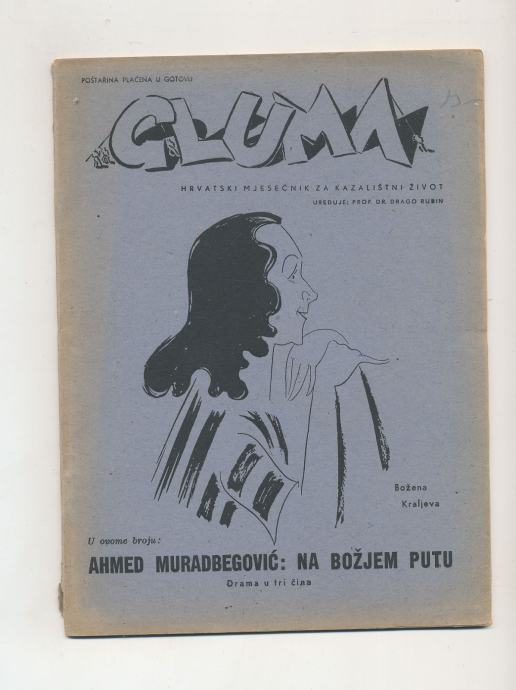 POŠTARINA PLAĆENA U GOTOVU
GLUMA
HRVATSKI MJESEČNIK ZA KAZALIŠTNI ŽIVOT
UREĐUJE: PROF. DR. DRAGO RUBIN
Božena
Kraljeva
U ovome broju:
AHMED MURADBEGOVIĆ: NA BOŽJEM PUTU
Drama u tri čina